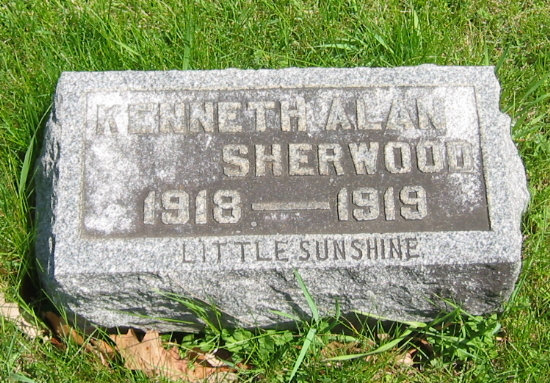 KENNETH ALAN
SHERWOOD
1918 — 1919
LITTLE SUNSHINE